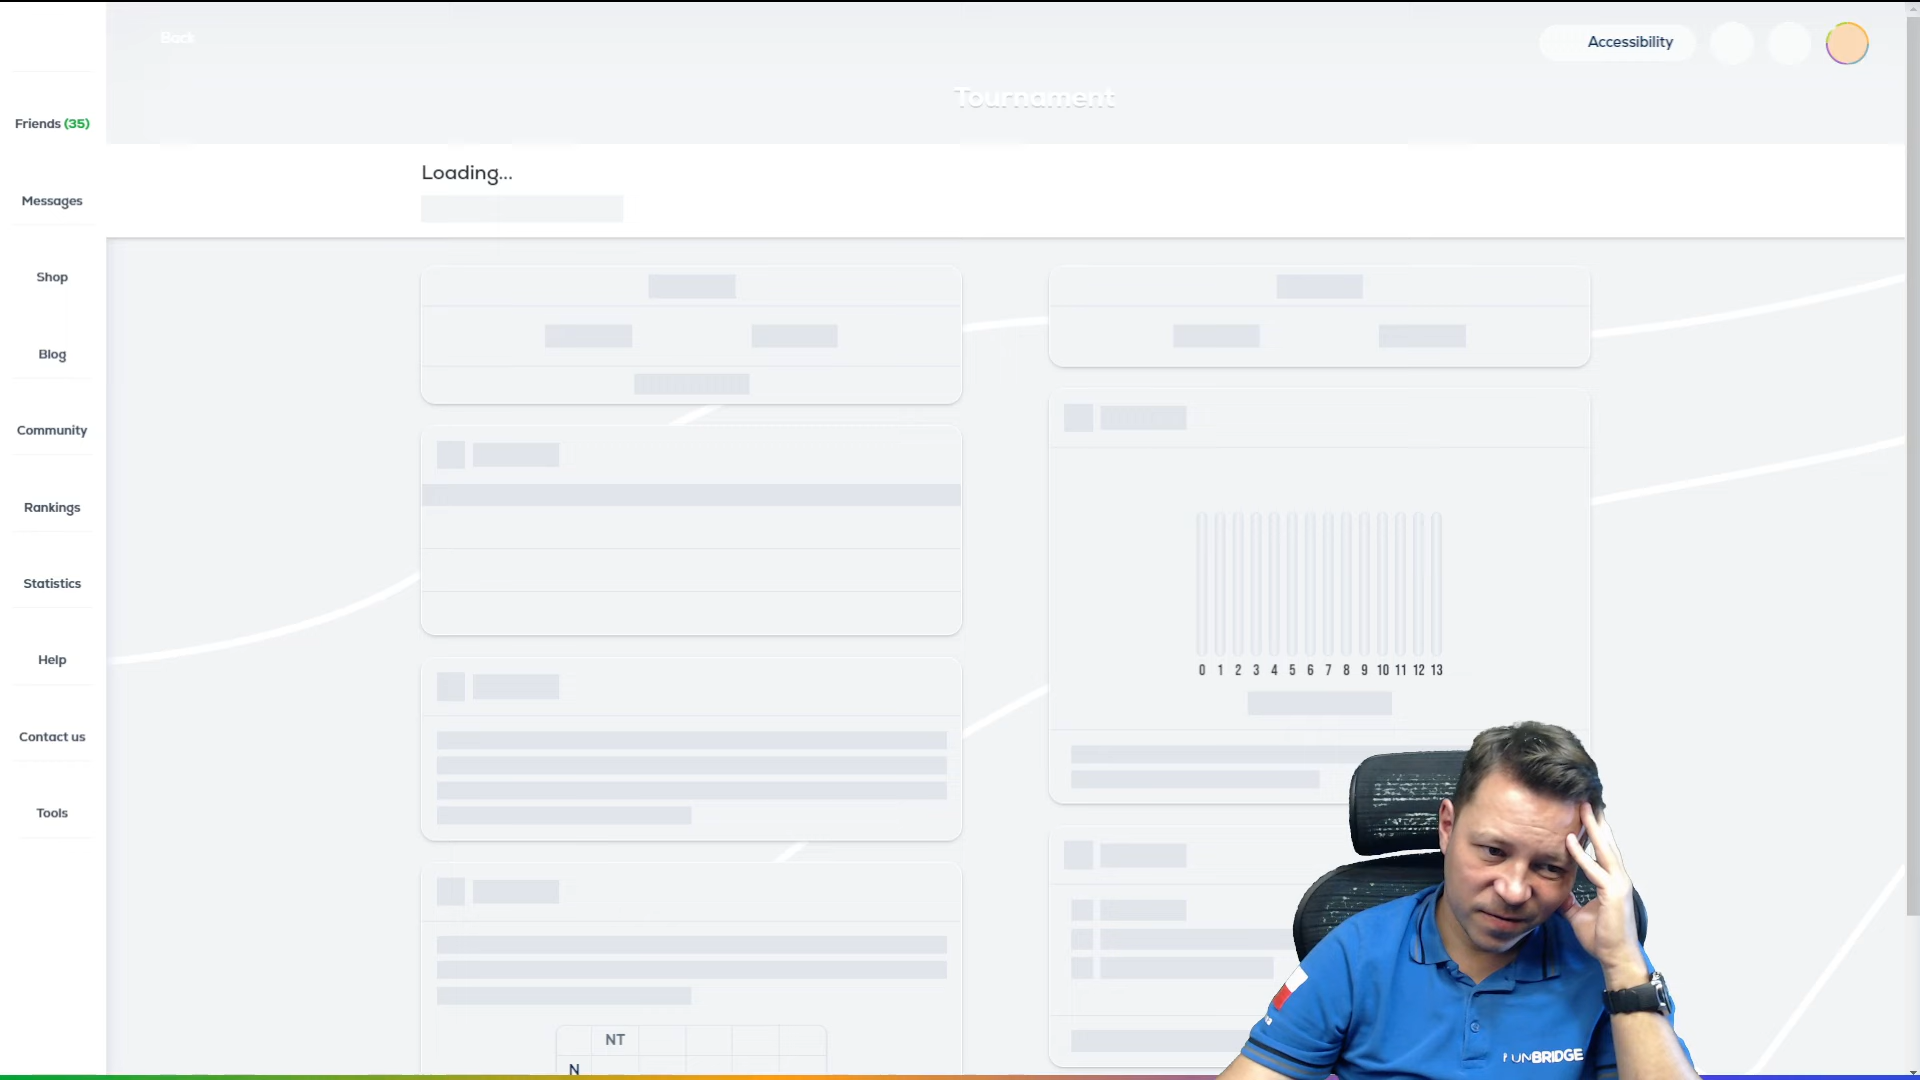 Back
Accessibility
Tournament
Friends (35)
Loading...
Messages
Shop
Blog
Community
Rankings
Statistics
Help
Contact us
Tools
0 1 2 3 4 5 6 7 8 9 10 11 12 13
NT
N
FUNBRIDGE